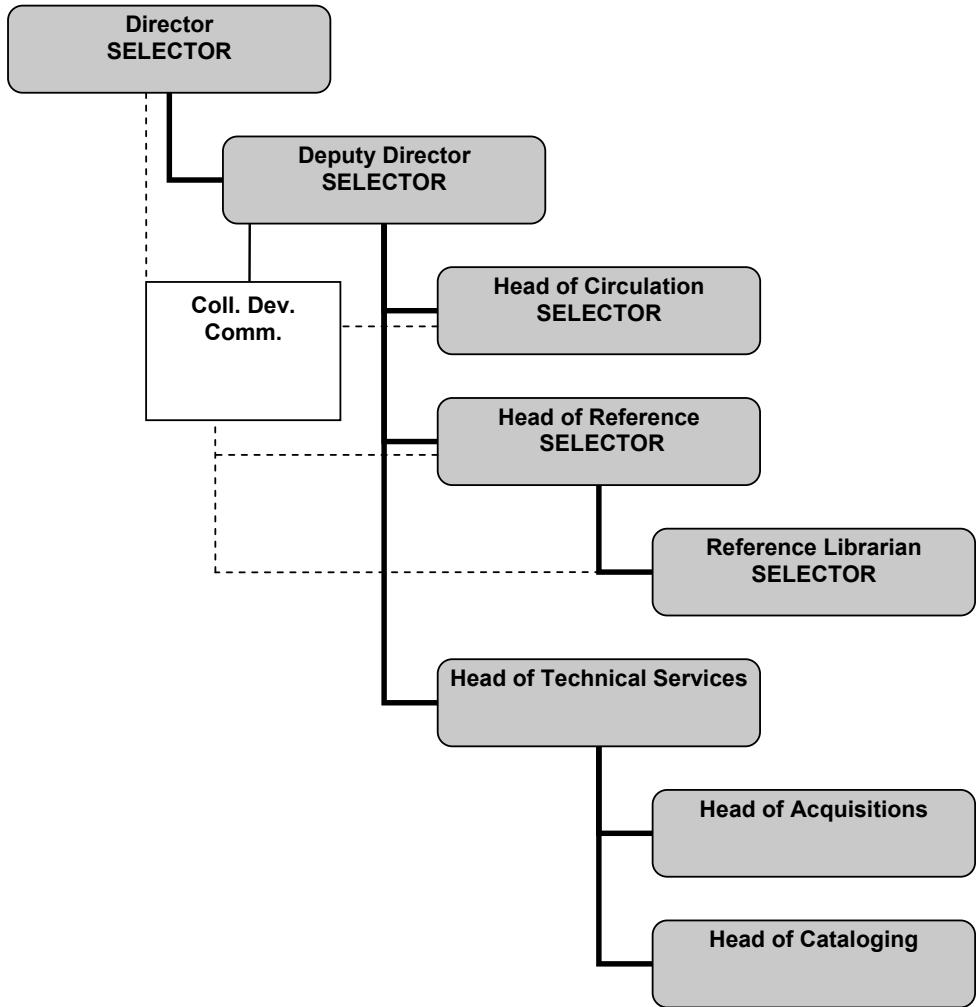 Director
SELECTOR
Deputy Director
SELECTOR
Coll. Dev.
Comm.
Head of Circulation
SELECTOR
Head of Reference
SELECTOR
Reference Librarian
SELECTOR
Head of Technical Services
Head of Acquisitions
Head of Cataloging